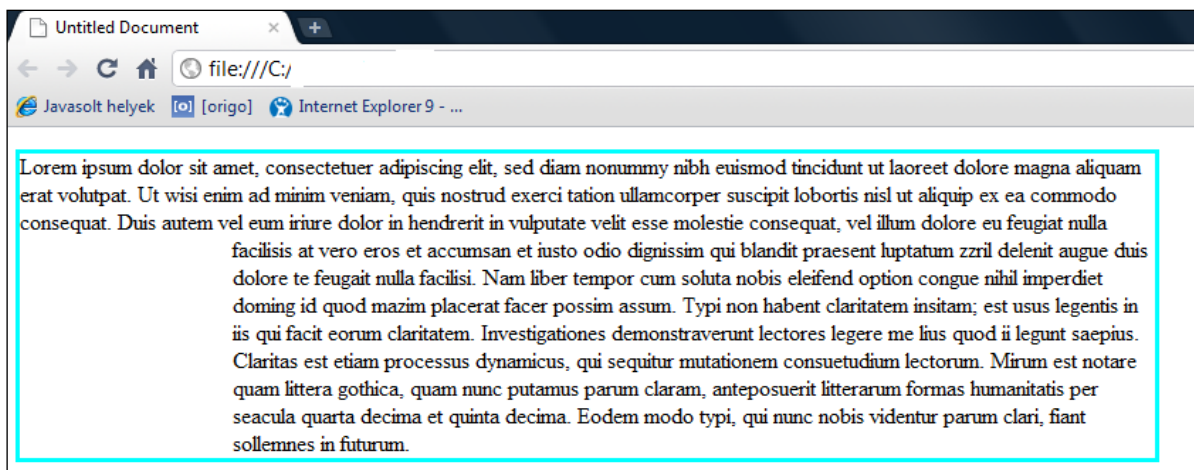 Untitled Document
file:///C:/
Javasolt helyek [o] [origo] Internet Explorer 9 - ...
Lorem ipsum dolor sit amet, consectetuer adipiscing elit, sed diam nonummy nibh euismod tincidunt ut laoreet dolore magna aliquam
erat volutpat. Ut wisi enim ad minim veniam, quis nostrud exerci tation ullamcorper suscipit lobortis nisl ut aliquip ex ea commodo
consequat. Duis autem vel eum iriure dolor in hendrerit in vulputate velit esse molestie consequat, vel illum dolore eu feugiat nulla
facilisis at vero eros et accumsan et iusto odio dignissim qui blandit praesent luptatum zzril delenit augue duis
dolore te feugait nulla facilisi. Nam liber tempor cum soluta nobis eleifend option congue nihil imperdiet
doming id quod mazim placerat facer possim assum. Typi non habent claritatem insitam; est usus legentis in
iis qui facit eorum claritatem. Investigationes demonstraverunt lectores legere me lius quod ii legunt saepius.
Claritas est etiam processus dynamicus, qui sequitur mutationem consuetudium lectorum. Mirum est notare
quam littera gothica, quam nunc putamus parum claram, anteposuerit litterarum formas humanitatis per
seacula quarta decima et quinta decima. Eodem modo typi, qui nunc nobis videntur parum clari, fiant
sollemnes in futurum.